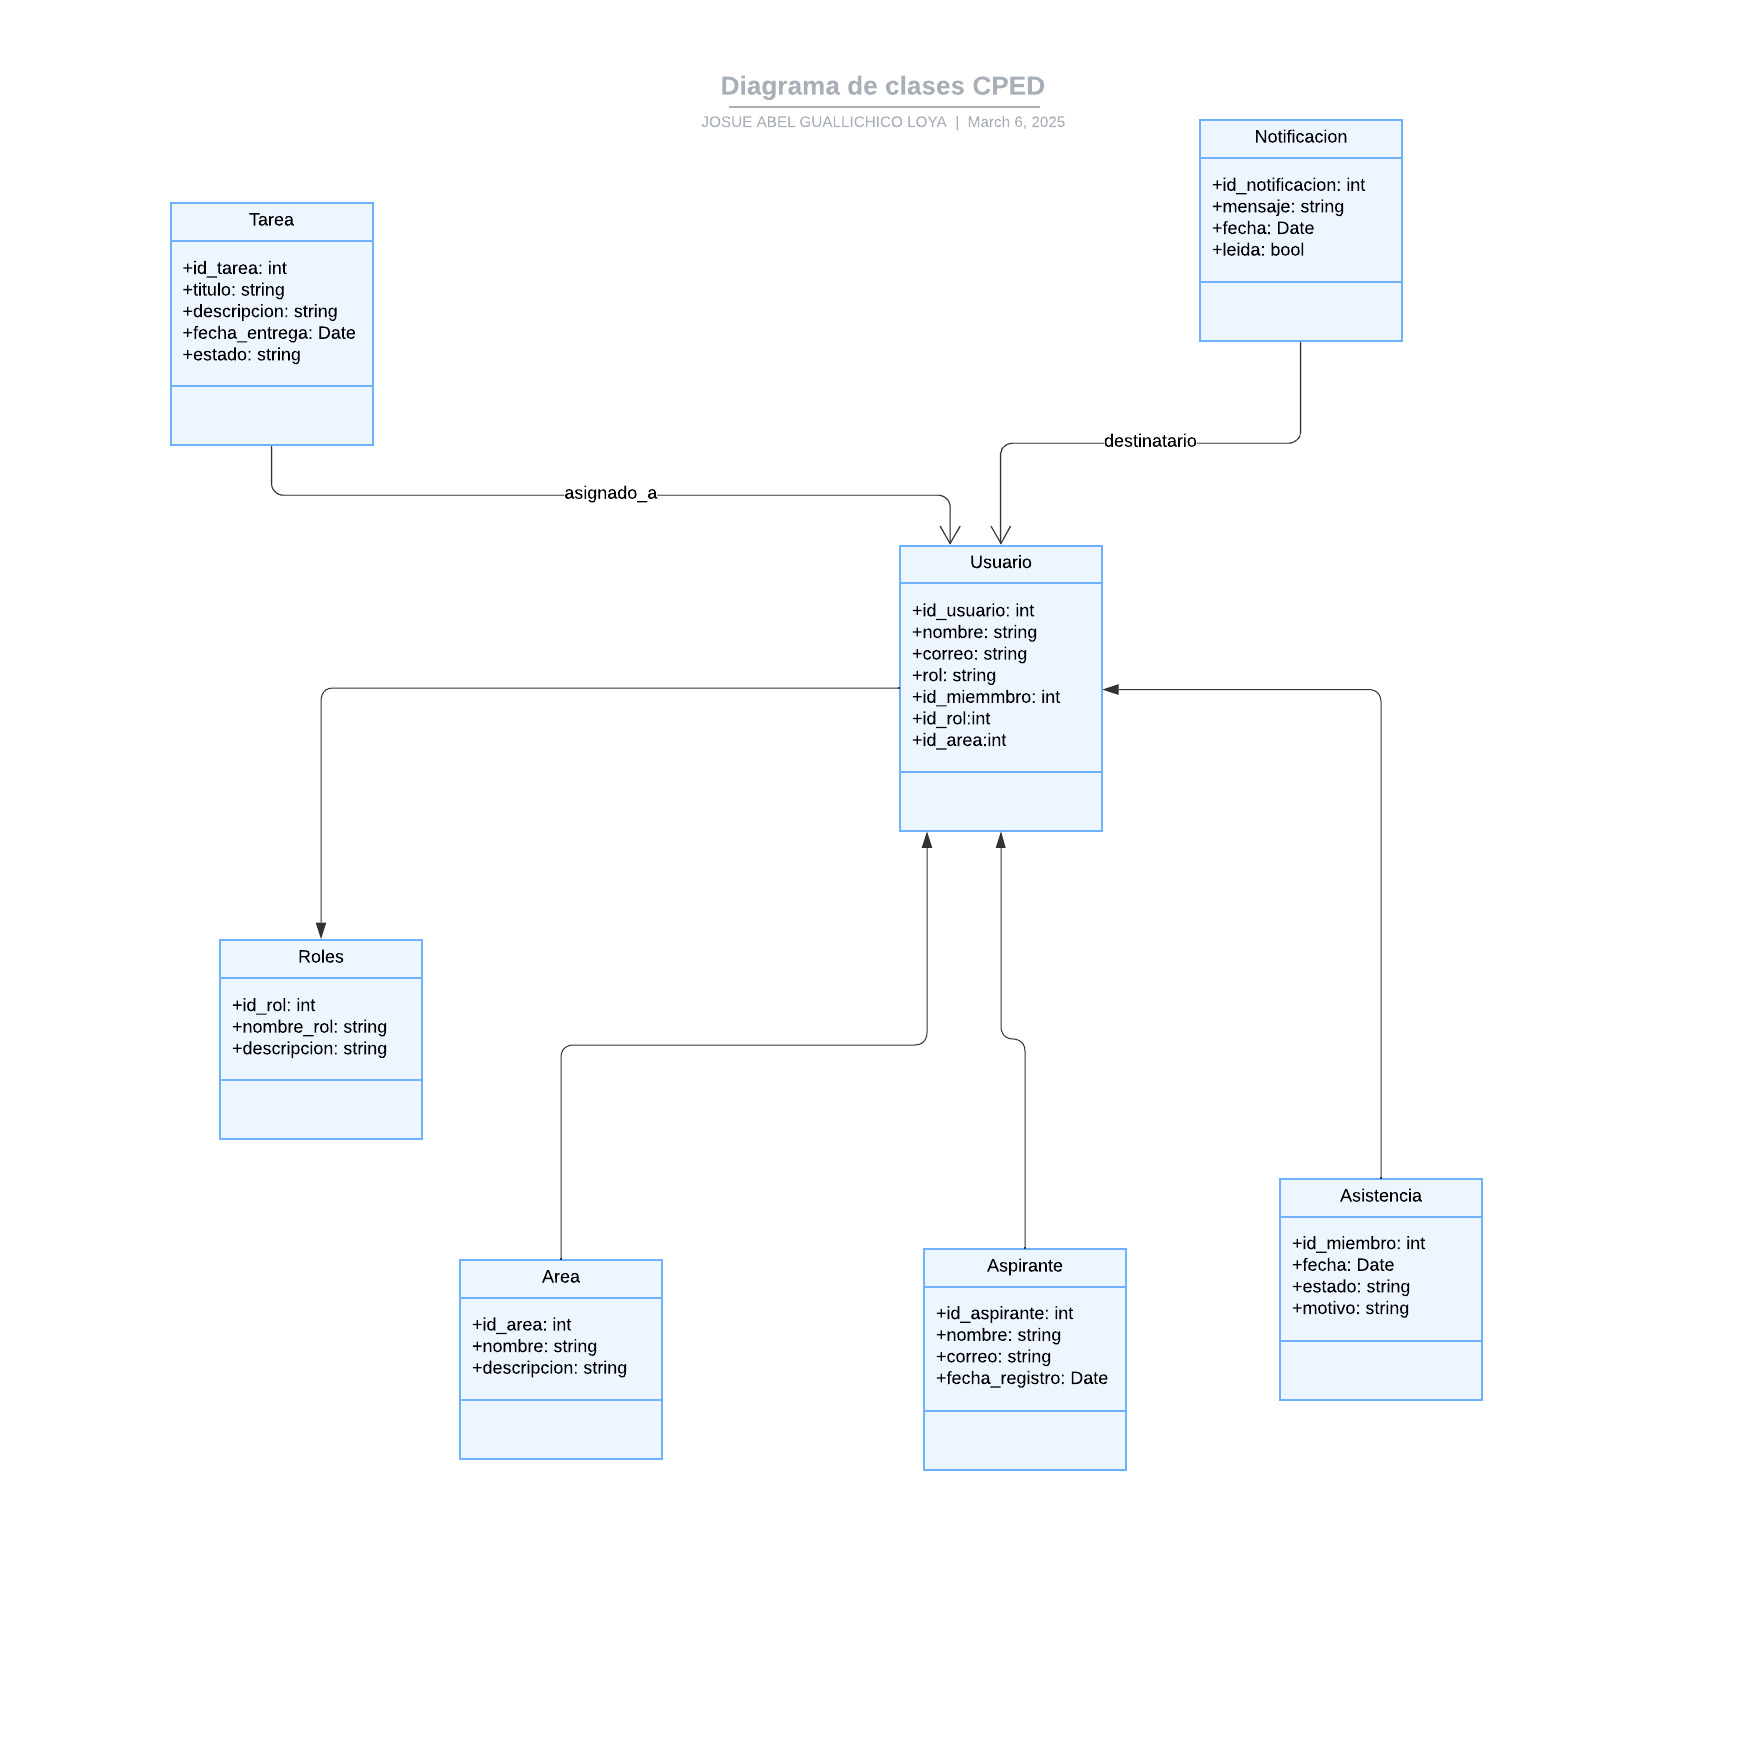 Diagrama de clases CPED
JOSUE ABEL GUALLICHICO LOYA | March 6, 2025
Notificacion
+id_notificacion: int
+mensaje: string
+fecha: Date
+leida: bool
Tarea
+id_tarea: int
+titulo: string
+descripcion: string
+fecha_entrega: Date
+estado: string
destinatario
asignado_a
Usuario
+id_usuario: int
+nombre: string
+correo: string
+rol: string
+id_miemmbro: int
+id_rol:int
+id_area:int
Roles
+id_rol: int
+nombre_rol: string
+descripcion: string
Area
+id_area: int
+nombre: string
+descripcion: string
Aspirante
+id_aspirante: int
+nombre: string
+correo: string
+fecha_registro: Date
Asistencia
+id_miembro: int
+fecha: Date
+estado: string
+motivo: string